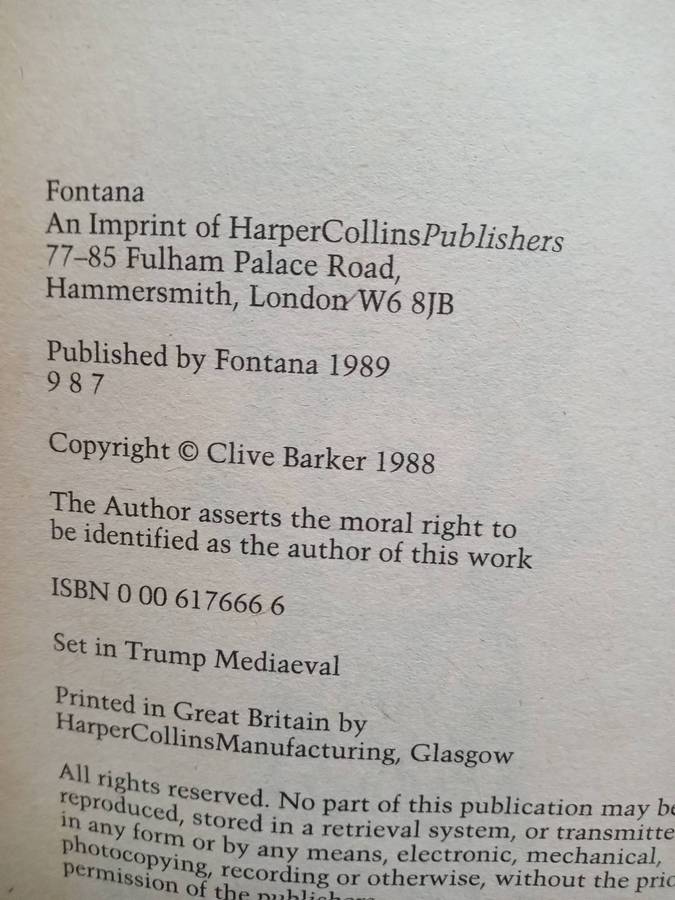 Fontana
An Imprint of HarperCollinsPublishers
77–85 Fulham Palace Road,
Hammersmith, London W6 8JB
Published by Fontana 1989
9 8 7
Copyright © Clive Barker 1988
The Author asserts the moral right to
be identified as the author of this work
ISBN 0 00 617666 6
Set in Trump Mediaeval
Printed in Great Britain by
HarperCollinsManufacturing, Glasgow
All rights reserved. No part of this publication may be
reproduced, stored in a retrieval system, or transmitte
in any form or by any means, electronic, mechanical,
photocopying, recording or otherwise, without the prio
permission of the publishers